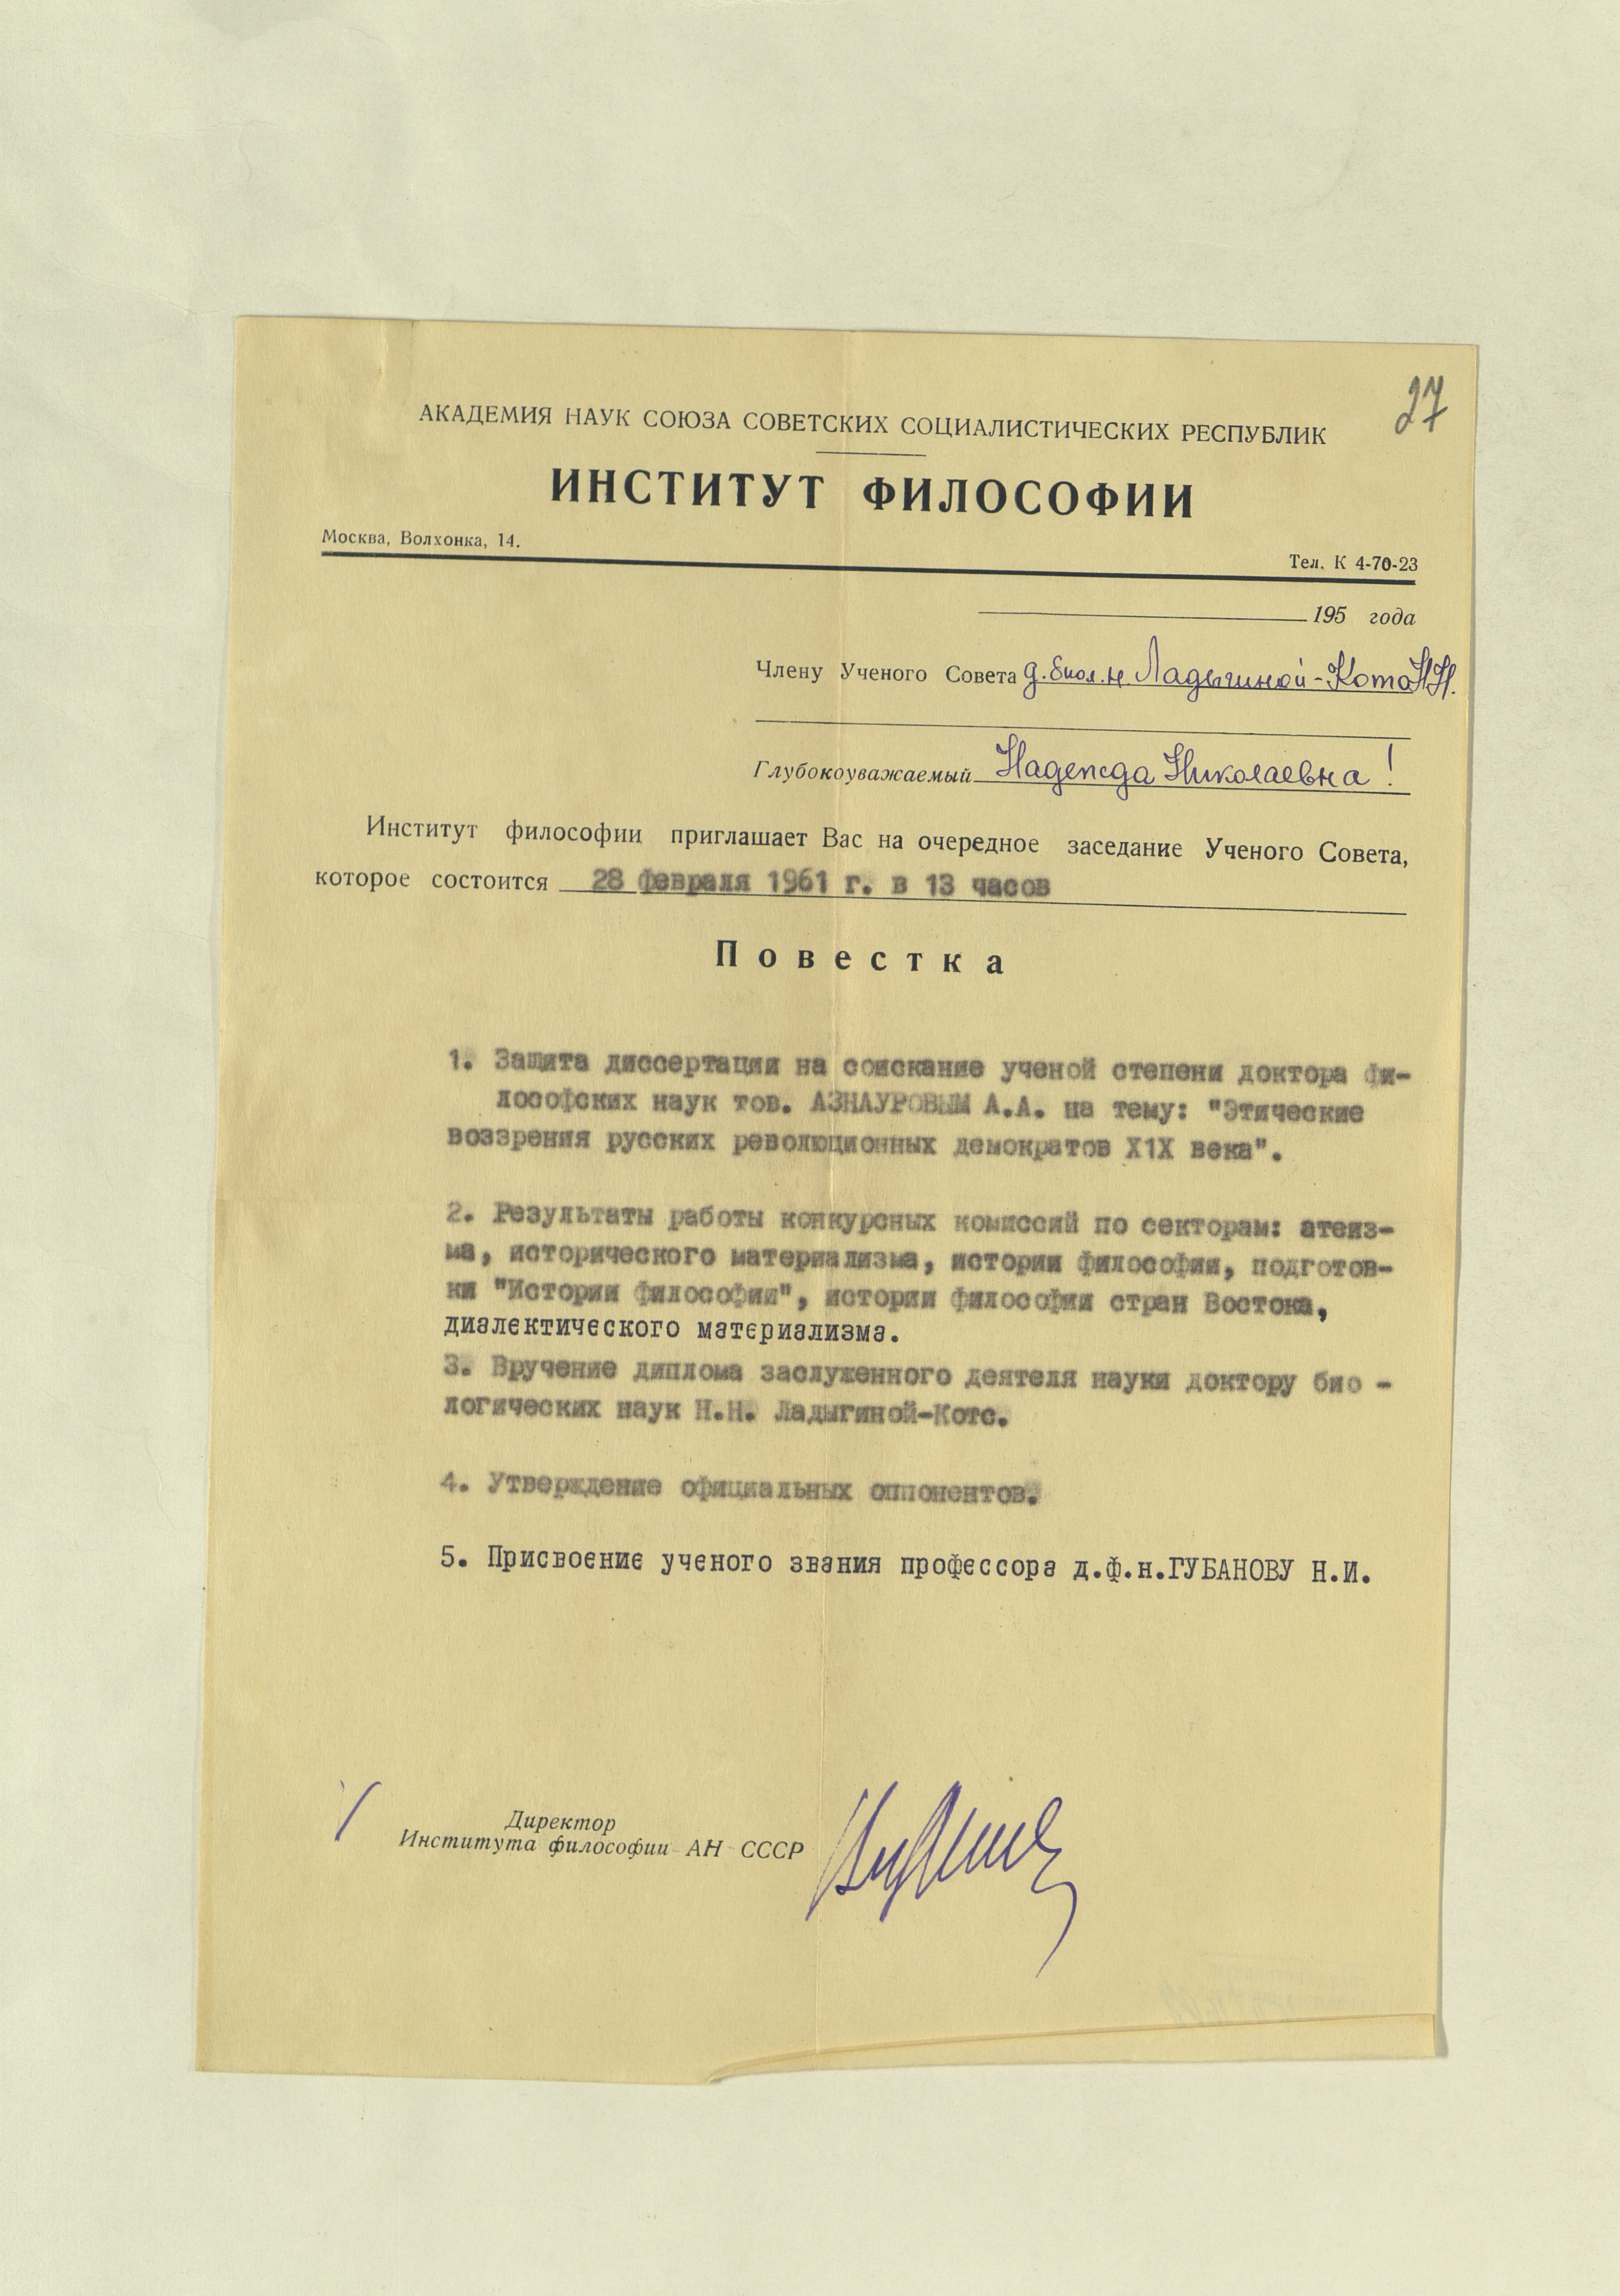 27
АКАДЕМИЯ НАУК СОЮЗА СОВЕТСКИХ СОЦИАЛИСТИЧЕСКИХ РЕСПУБЛИК
ИНСТИТУТ ФИЛОСОФИИ
Москва, Волхонка, 14.
Тел. К 4-70-23
195 года
Члену Ученого Совета д. биол. н. Ладыгиной-Котс Н.Н.
Глубокоуважаемый Надежда Николаевна!
Институт философии приглашает Вас на очередное заседание Ученого Совета,
которое состоится 28 февраля 1961 г. в 13 часов
Повестка
1. Защита диссертации на соискание ученой степени доктора фи-
лософских наук тов. АЗНАУРОВЫМ А.А. на тему: "Этические
воззрения русских революционных демократов Х1Х века".
2. Результаты работы конкурсных комиссий по секторам: атеиз-
ма, исторического материализма, истории философии, подготов-
ки "Истории философии", истории философии стран Востока,
диалектического материализма.
3. Вручение диплома заслуженного деятеля науки доктору био -
логических наук Н.Н. Ладыгиной-Котс.
4. Утверждение официальных оппонентов.
5. Присвоение ученого звания профессора д.ф.н.ГУБАНОВУ Н.И.
Директор
Института философии АН СССР